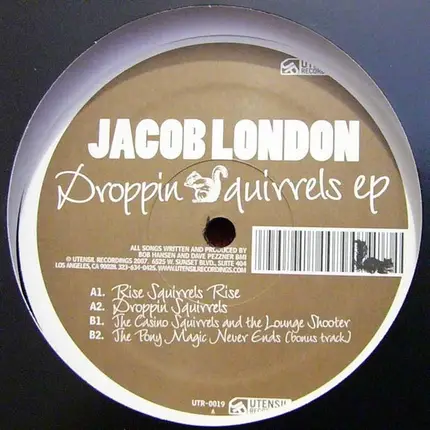 UTENSIL
RECORDINGS
JACOB LONDON
Droppin Squirrels ep
ALL SONGS WRITTEN AND PRODUCED BY
BOB HANSEN AND DAVE PEZZNER BMI
© UTENSIL RECORDINGS 2007. 6525 W. SUNSET BLVD. SUITE 404
LOS ANGELES, CA 90028. 323-634-0425. WWW.UTENSILRECORDINGS.COM
A1. Rise Squirrels Rise
A2. Droppin Squirrels
B1. The Casino Squirrels and the Lounge Shooter
B2. The Pony Magic Never Ends (bonus track)
UTR-0019
A
UTENSIL